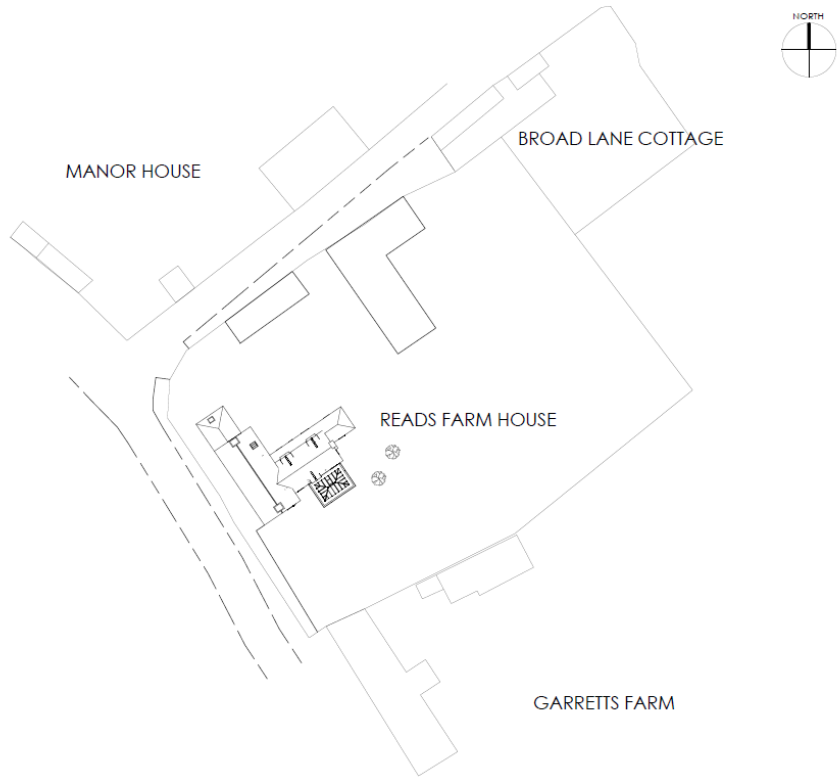 NORTH
BROAD LANE COTTAGE
MANOR HOUSE
READS FARM HOUSE
GARRETTS FARM